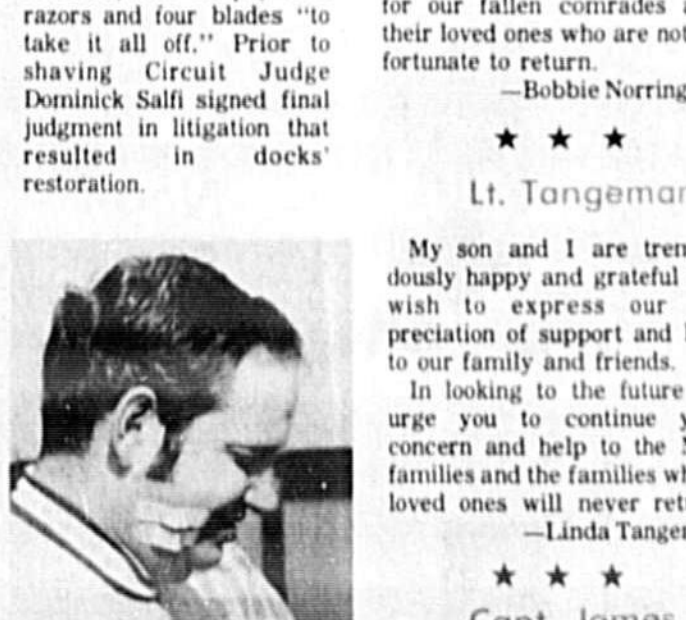 razors and four blades "to
take it all off." Prior to
shaving Circuit Judge
Dominick Salfi signed final
judgment in litigation that
resulted in docks'
restoration.
for our fallen comrades
their loved ones who are not
fortunate to return.
—Bobbie Norring
★ ★ ★
Lt. Tangeman
My son and I are tren
dously happy and grateful
wish to express our
preciation of support and
to our family and friends.
In looking to the future
urge you to continue
concern and help to the
families and the families wh
loved ones will never ret
—Linda Tanger
★ ★ ★
Capt. James